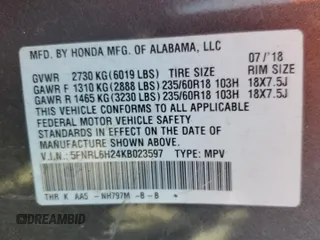 MFD. BY HONDA MFG. OF ALABAMA, LLC
07/'18
GVWR 2730 KG(6019 LBS) TIRE SIZE RIM SIZE
GAWR F 1310 KG (2888 LBS)235/60R18 103H 18X7.5J
GAWR R 1465 KG(3230 LBS)235/60R18 103H 18X7.5J
THIS VEHICLE CONFORMS TO ALL APPLICABLE
FEDERAL MOTOR VEHICLE SAFETY STANDARDS
IN EFFECT ON THE DATE OF
MANUFACTURE SHOWN ABOVE.
V.I.N.: 5FNRL6H24KB023597 TYPE: MPV
THR K AA5 -NH797M -B-B *
DREAMBID